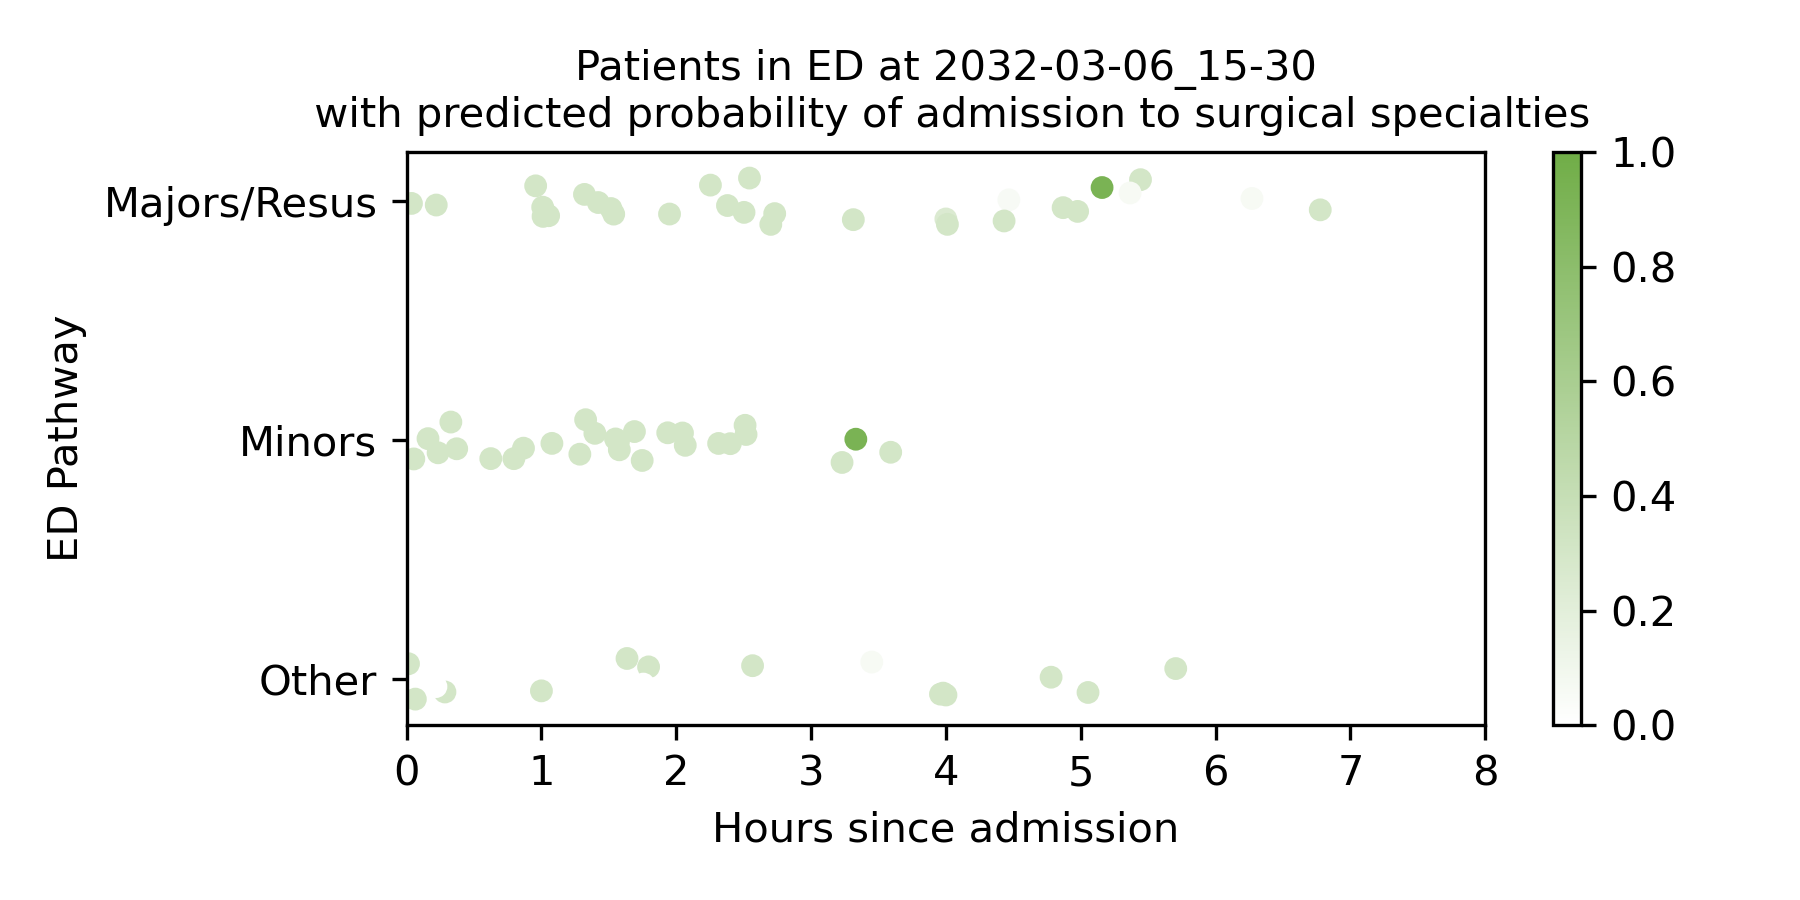 Patients in ED at 2032-03-06_15-30
with predicted probability of admission to surgical specialties
ED Pathway
Majors/Resus
Minors
Other
0 1 2 3 4 5 6 7 8
Hours since admission
1.0
0.8
0.6
0.4
0.2
0.0